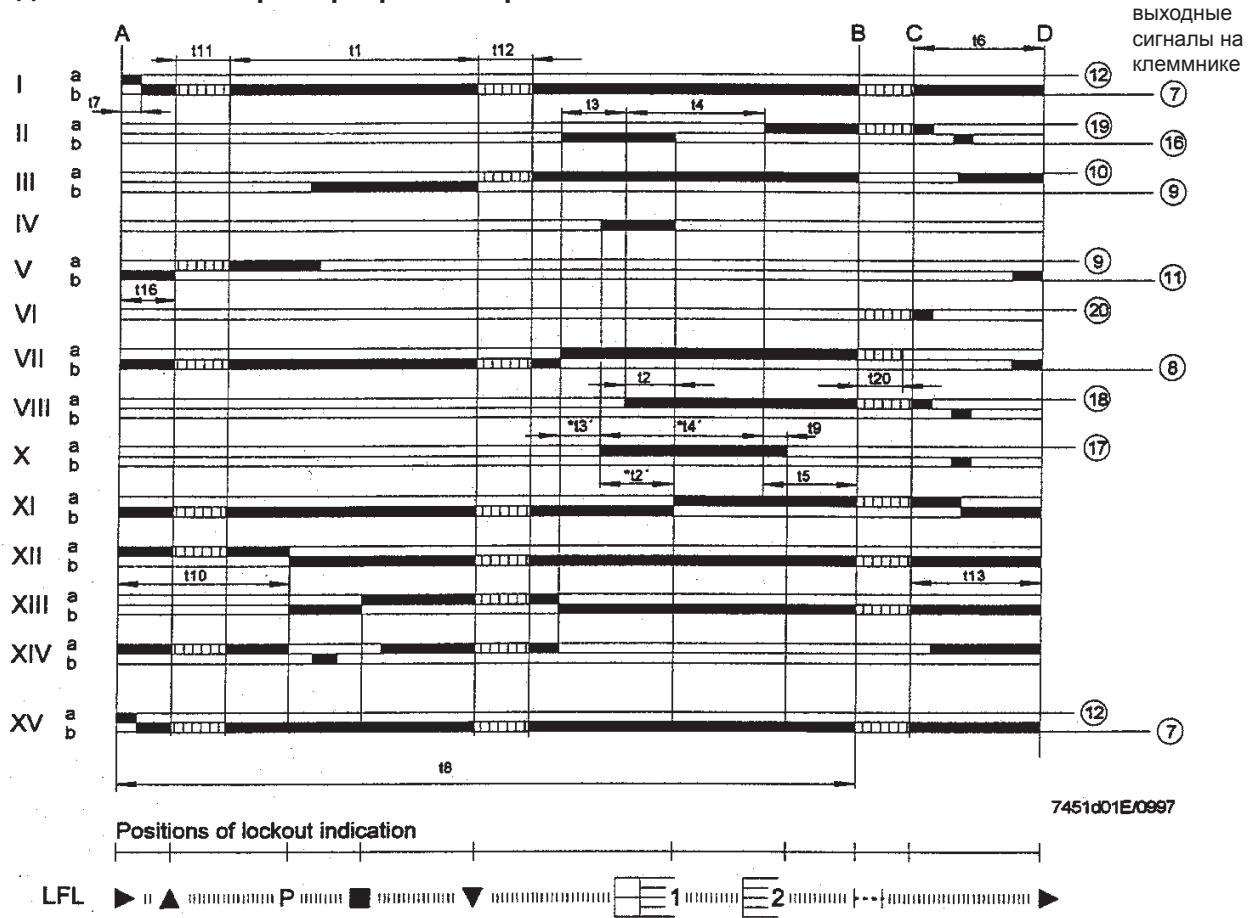 выходные
сигналы на
клеммнике
A B C D
t11 t1 t12 t6
I a 12
b 7
t7
t3 t4
II a 19
b 16
III a 10
b 9
IV
V a 9
b 11
t16
VI 20
VII a
b 8
t2 t20
VIII a 18
b
"t3' "t4' t9
X a 17
b
"t2' t5
XI a
b
XII a
b
t10 t13
XIII a
b
XIV a
b
XV a 12
b 7
t8
7451d01E/0997
Positions of lockout indication
LFL P 1 2